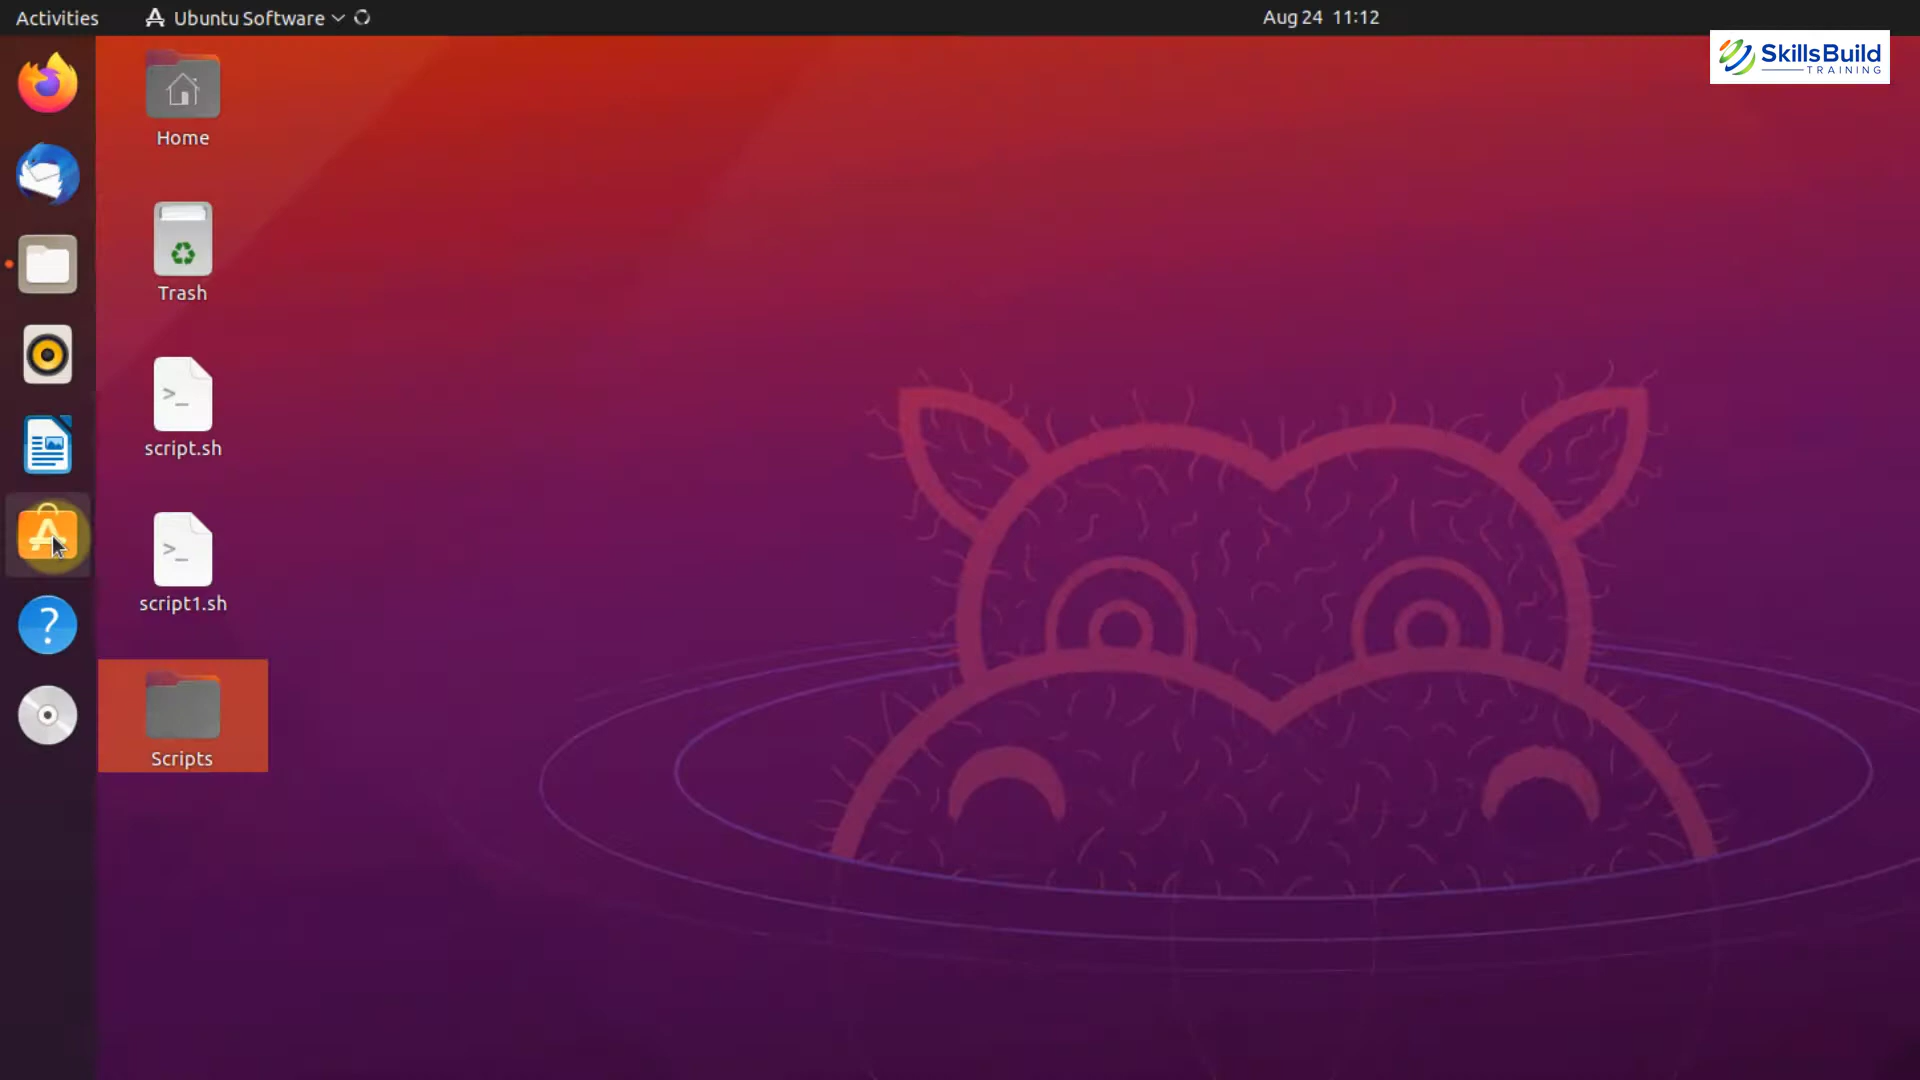 Activities
Ubuntu Software
Aug 24 11:12
SkillsBuild
TRAINING
Home
Trash
>_
script.sh
>_
script1.sh
?
Scripts